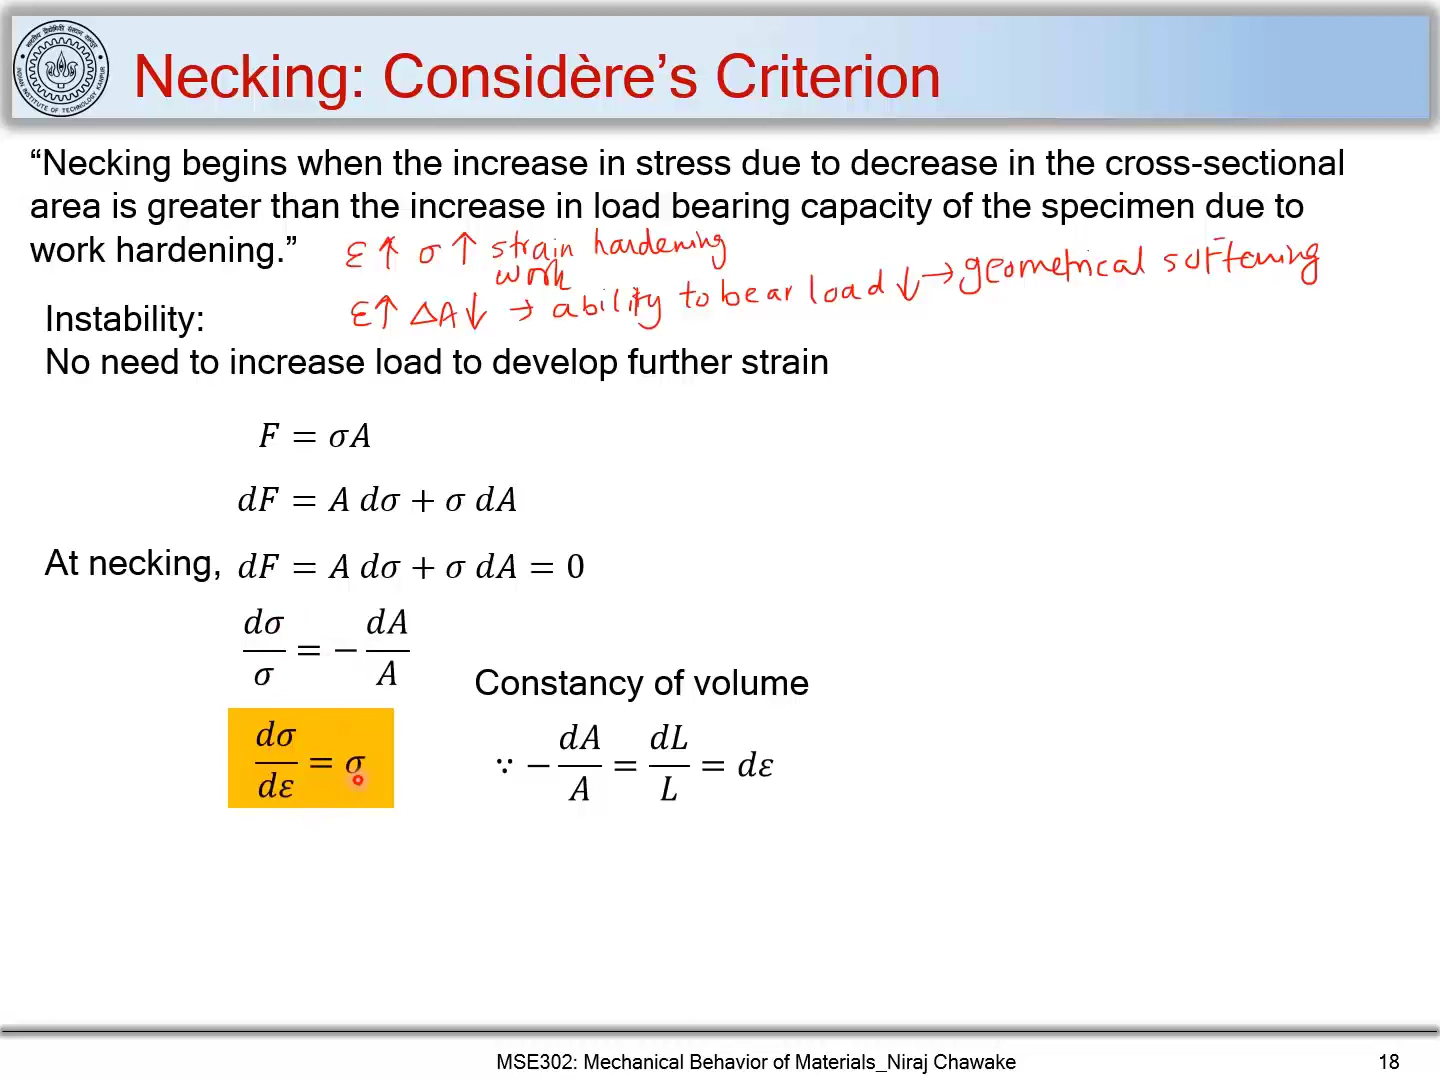 Necking: Considère’s Criterion
“Necking begins when the increase in stress due to decrease in the cross-sectional
area is greater than the increase in load bearing capacity of the specimen due to
work hardening.”
ε ↑ σ ↑ strain hardening
work
ε ↑ ΔA ↓ → ability to bear load ↓ → geometrical softening
Instability:
No need to increase load to develop further strain
F = σA
dF = A dσ + σ dA
At necking, dF = A dσ + σ dA = 0
dσ/σ = − dA/A
Constancy of volume
dσ/dε = σ
∵ − dA/A = dL/L = dε
MSE302: Mechanical Behavior of Materials_Niraj Chawake
18